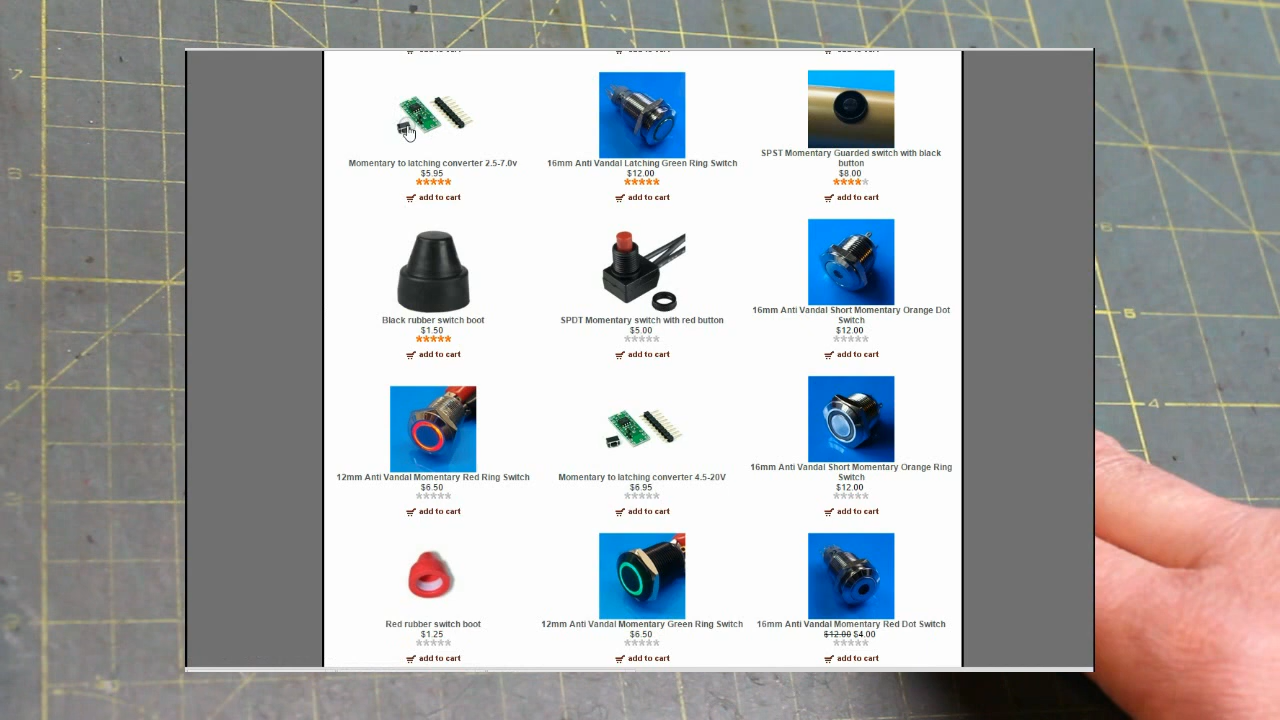 Momentary to latching converter 2.5-7.0v
$5.95
add to cart
16mm Anti Vandal Latching Green Ring Switch
$12.00
add to cart
SPST Momentary Guarded switch with black
button
$8.00
add to cart
Black rubber switch boot
$1.50
add to cart
SPDT Momentary switch with red button
$5.00
add to cart
16mm Anti Vandal Short Momentary Orange Dot
Switch
$12.00
add to cart
12mm Anti Vandal Momentary Red Ring Switch
$6.50
add to cart
Momentary to latching converter 4.5-20V
$6.95
add to cart
16mm Anti Vandal Short Momentary Orange Ring
Switch
$12.00
add to cart
Red rubber switch boot
$1.25
add to cart
12mm Anti Vandal Momentary Green Ring Switch
$6.50
add to cart
16mm Anti Vandal Momentary Red Dot Switch
$12.00 $4.00
add to cart
7
5
4
6
5
4